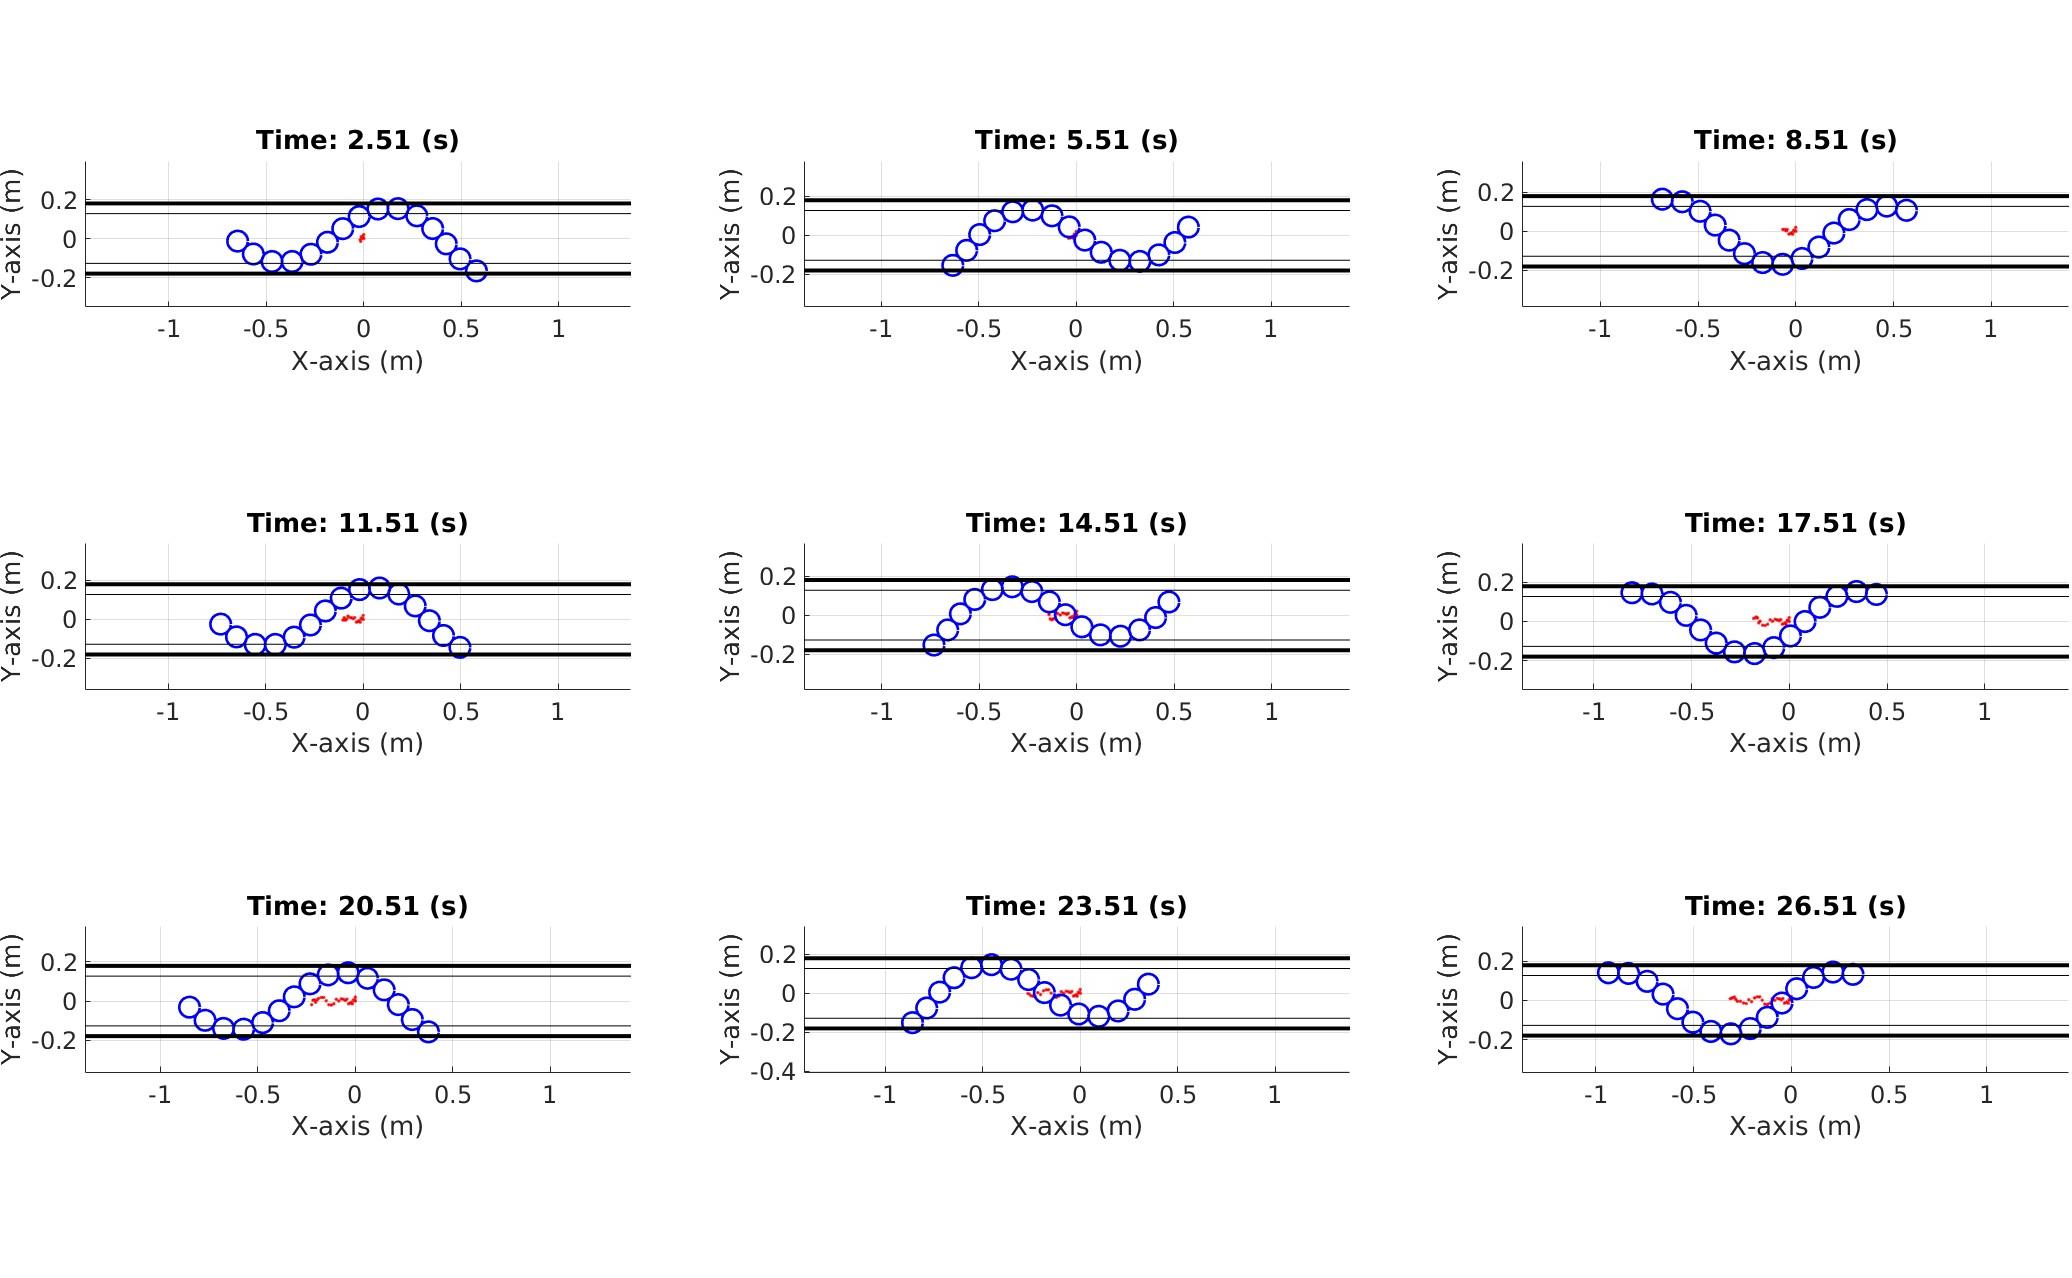 Time: 2.51 (s)
Y-axis (m)
0.2
0
-0.2
-1 -0.5 0 0.5 1
X-axis (m)
Time: 5.51 (s)
Y-axis (m)
0.2
0
-0.2
-1 -0.5 0 0.5 1
X-axis (m)
Time: 8.51 (s)
Y-axis (m)
0.2
0
-0.2
-1 -0.5 0 0.5 1
X-axis (m)
Time: 11.51 (s)
Y-axis (m)
0.2
0
-0.2
-1 -0.5 0 0.5 1
X-axis (m)
Time: 14.51 (s)
Y-axis (m)
0.2
0
-0.2
-1 -0.5 0 0.5 1
X-axis (m)
Time: 17.51 (s)
Y-axis (m)
0.2
0
-0.2
-1 -0.5 0 0.5 1
X-axis (m)
Time: 20.51 (s)
Y-axis (m)
0.2
0
-0.2
-1 -0.5 0 0.5 1
X-axis (m)
Time: 23.51 (s)
Y-axis (m)
0.2
0
-0.2
-0.4
-1 -0.5 0 0.5 1
X-axis (m)
Time: 26.51 (s)
Y-axis (m)
0.2
0
-0.2
-1 -0.5 0 0.5 1
X-axis (m)